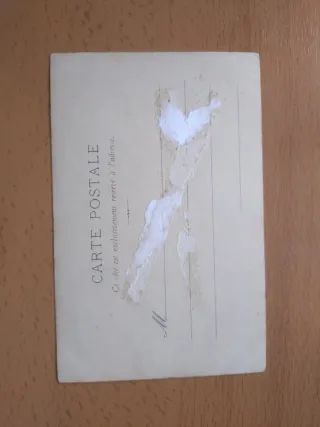 CARTE POSTALE
Ce côté est exclusivement réservé à l'adresse.
M